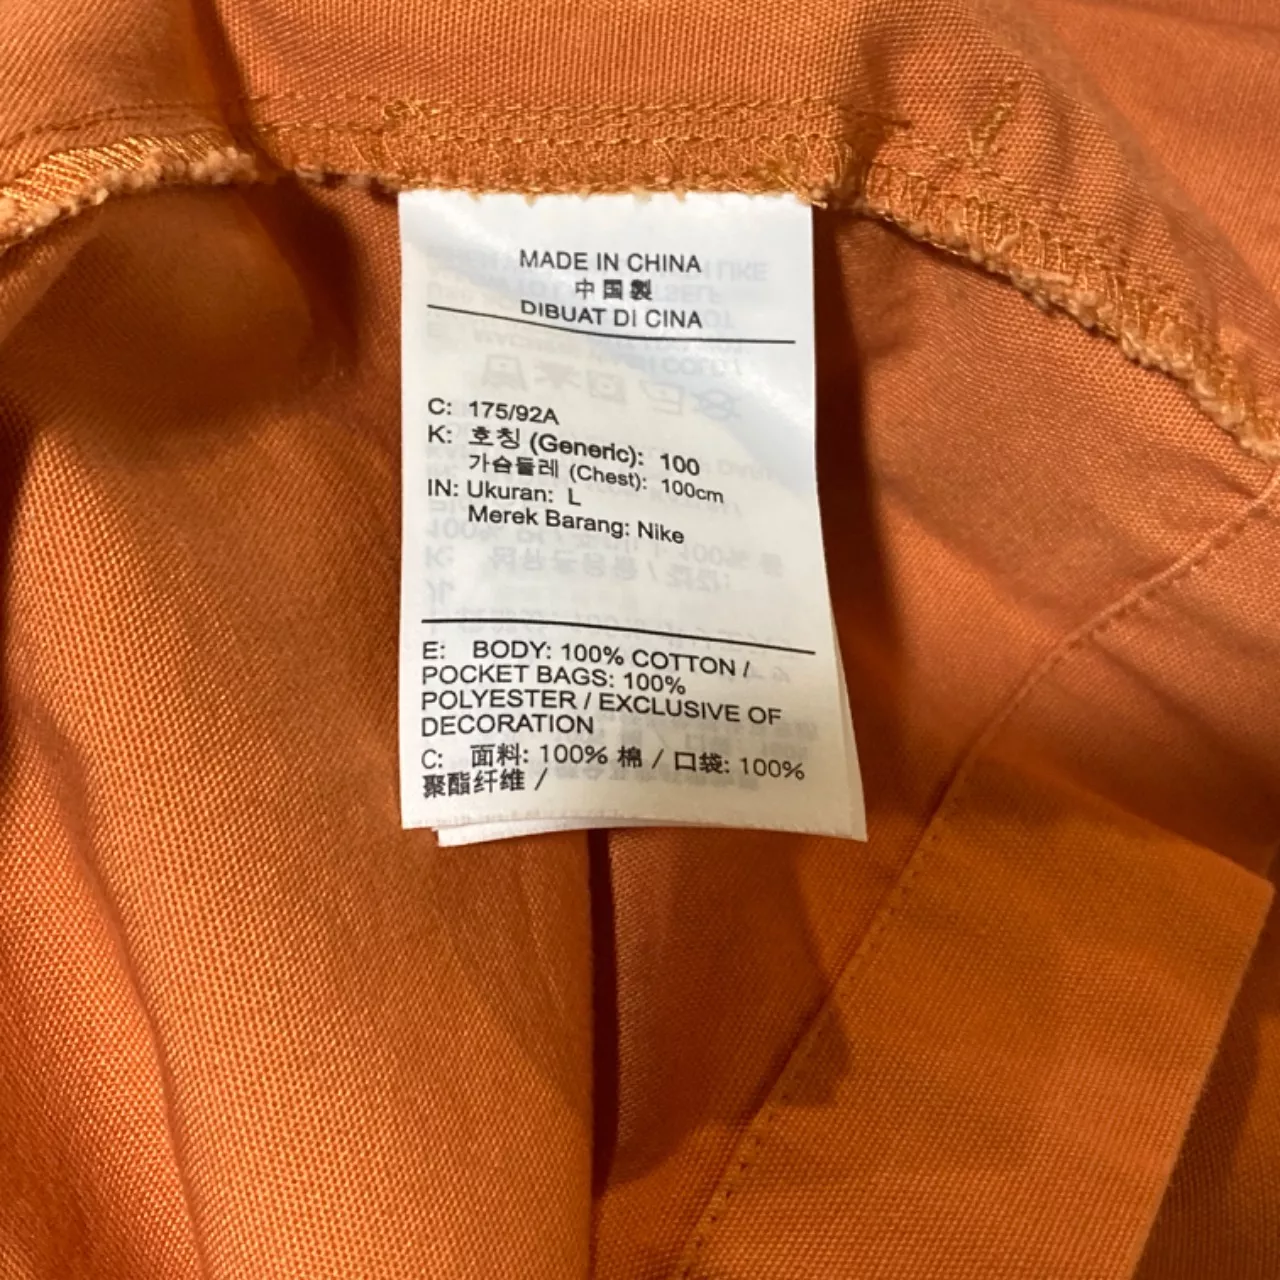 MADE IN CHINA
中国製
DIBUAT DI CINA
C: 175/92A
K: 호칭 (Generic): 100
가슴둘레 (Chest): 100cm
IN: Ukuran: L
Merek Barang: Nike
E: BODY: 100% COTTON /
POCKET BAGS: 100%
POLYESTER / EXCLUSIVE OF
DECORATION
C: 面料: 100% 棉 / 口袋: 100%
聚酯纤维 /